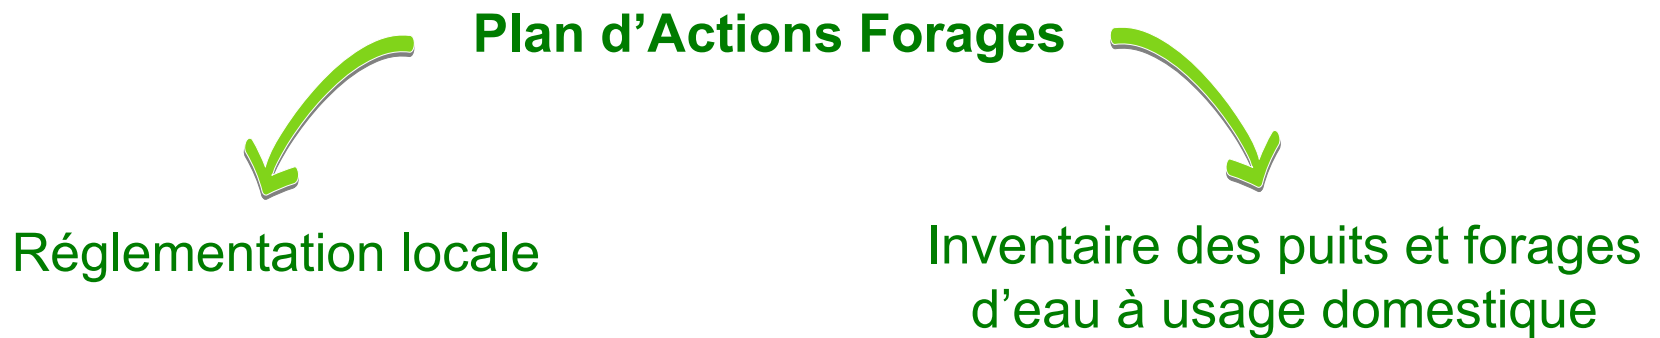 Plan d’Actions Forages
Réglementation locale
Inventaire des puits et forages
d’eau à usage domestique